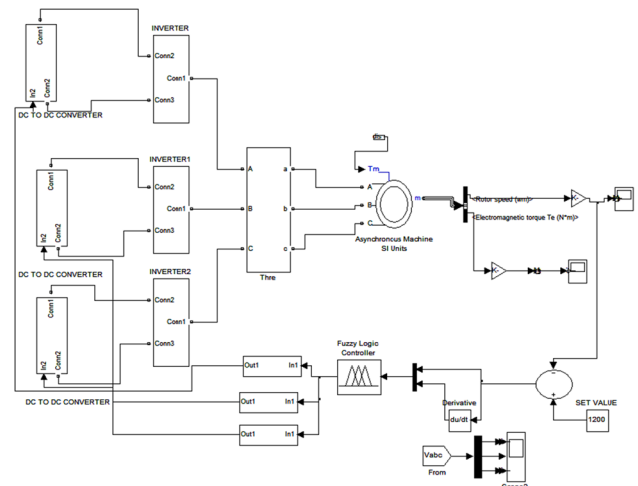 INVERTER
Conn1
Conn2
In2
Conn2
Conn1
Conn3
DC TO DC CONVERTER
INVERTER1
Conn1
Conn2
In2
Conn2
Conn1
Conn3
DC TO DC CONVERTER
INVERTER2
Conn1
Conn2
In2
Conn2
Conn1
Conn3
DC TO DC CONVERTER
A
a
B
b
C
c
Thre
Tm
A
B
C
m
Asynchronous Machine
SI Units
<Rotor speed (wm)>
<Electromagnetic torque Te (N*m)>
K-
K-
Fuzzy Logic
Controller
Out1
In1
Out1
In1
Out1
In1
Derivative
du/dt
SET VALUE
1200
Vabc
From